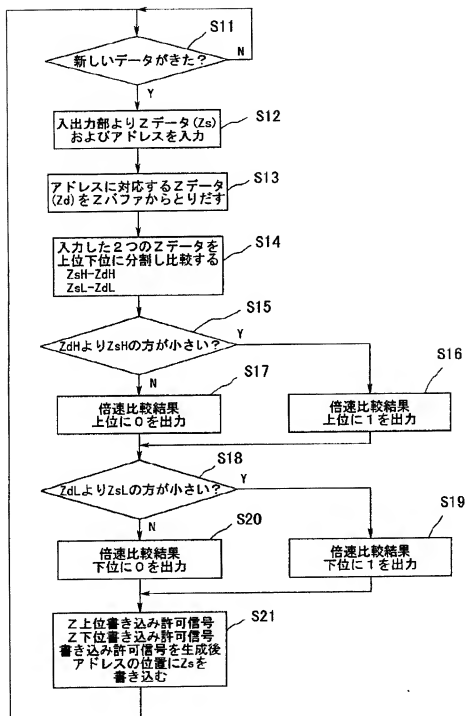 S11
新しいデータがきた？
N
Y
S12
入出力部よりＺデータ(Zs)
およびアドレスを入力
S13
アドレスに対応するＺデータ
(Zd)をＺバファからとりだす
S14
入力した２つのＺデータを
上位下位に分割し比較する
ZsH-ZdH
ZsL-ZdL
S15
ZdHよりZsHの方が小さい？
Y
N
S17
倍速比較結果
上位に０を出力
S16
倍速比較結果
上位に１を出力
S18
ZdLよりZsLの方が小さい？
Y
N
S20
倍速比較結果
下位に０を出力
S19
倍速比較結果
下位に１を出力
S21
Ｚ上位書き込み許可信号
Ｚ下位書き込み許可信号
書き込み許可信号を生成後
アドレスの位置にZsを
書き込む